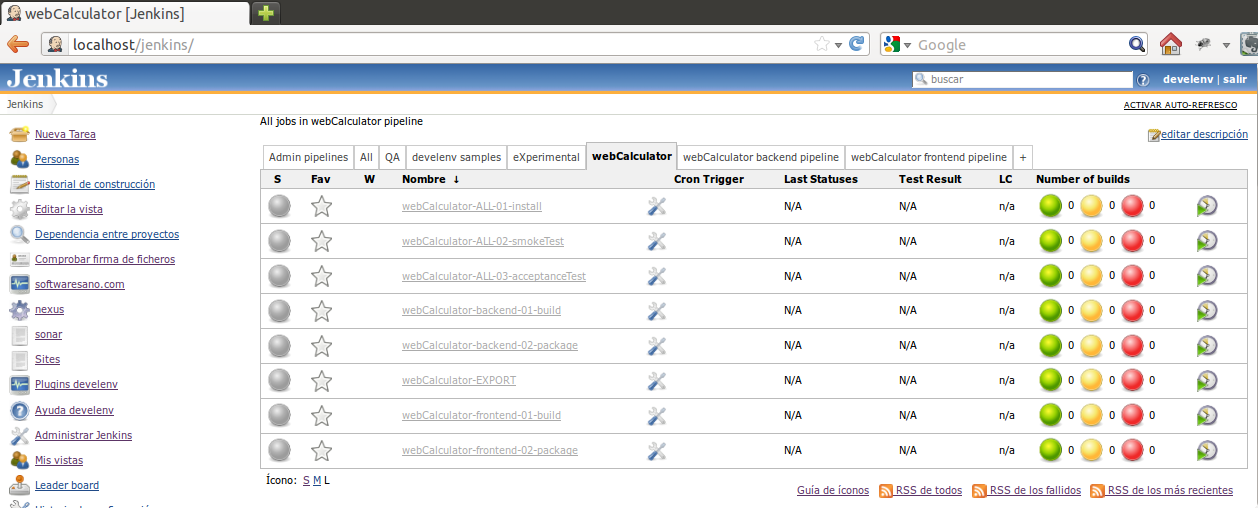 webCalculator [Jenkins]
localhost/jenkins/
Google
Jenkins
buscar
develenv | salir
Jenkins
ACTIVAR AUTO-REFRESCO
All jobs in webCalculator pipeline
editar descripción
Nueva Tarea
Personas
Historial de construcción
Editar la vista
Dependencia entre proyectos
Comprobar firma de ficheros
softwaresano.com
nexus
sonar
Sites
Plugins develenv
Ayuda develenv
Administrar Jenkins
Mis vistas
Leader board
Admin pipelines All QA develenv samples eXperimental webCalculator webCalculator backend pipeline webCalculator frontend pipeline +
S Fav W Nombre ↓ Cron Trigger Last Statuses Test Result LC Number of builds
webCalculator-ALL-01-install N/A N/A n/a 0 0 0
webCalculator-ALL-02-smokeTest N/A N/A n/a 0 0 0
webCalculator-ALL-03-acceptanceTest N/A N/A n/a 0 0 0
webCalculator-backend-01-build N/A N/A n/a 0 0 0
webCalculator-backend-02-package N/A N/A n/a 0 0 0
webCalculator-EXPORT N/A N/A n/a 0 0 0
webCalculator-frontend-01-build N/A N/A n/a 0 0 0
webCalculator-frontend-02-package N/A N/A n/a 0 0 0
Ícono: S M L
Guía de íconos RSS de todos RSS de los fallidos RSS de los más recientes